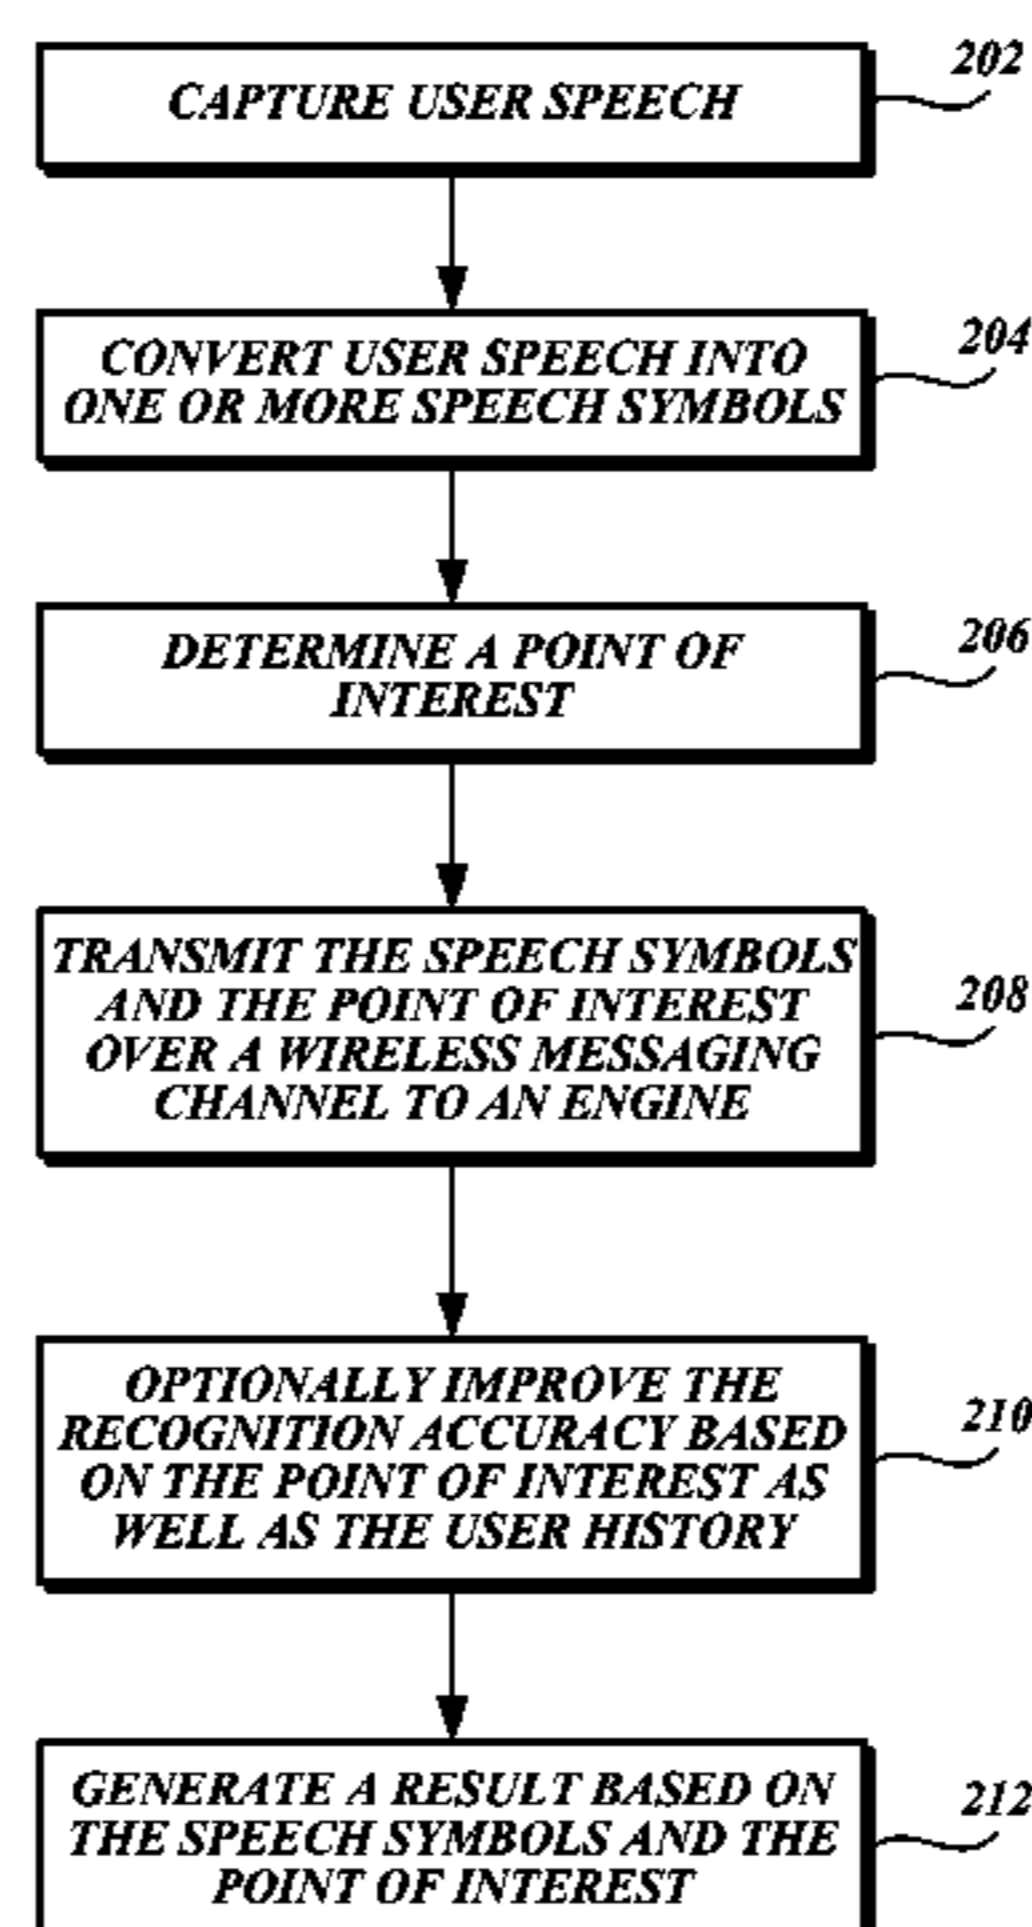 CAPTURE USER SPEECH
202
CONVERT USER SPEECH INTO
ONE OR MORE SPEECH SYMBOLS
204
DETERMINE A POINT OF
INTEREST
206
TRANSMIT THE SPEECH SYMBOLS
AND THE POINT OF INTEREST
OVER A WIRELESS MESSAGING
CHANNEL TO AN ENGINE
208
OPTIONALLY IMPROVE THE
RECOGNITION ACCURACY BASED
ON THE POINT OF INTEREST AS
WELL AS THE USER HISTORY
210
GENERATE A RESULT BASED ON
THE SPEECH SYMBOLS AND THE
POINT OF INTEREST
212